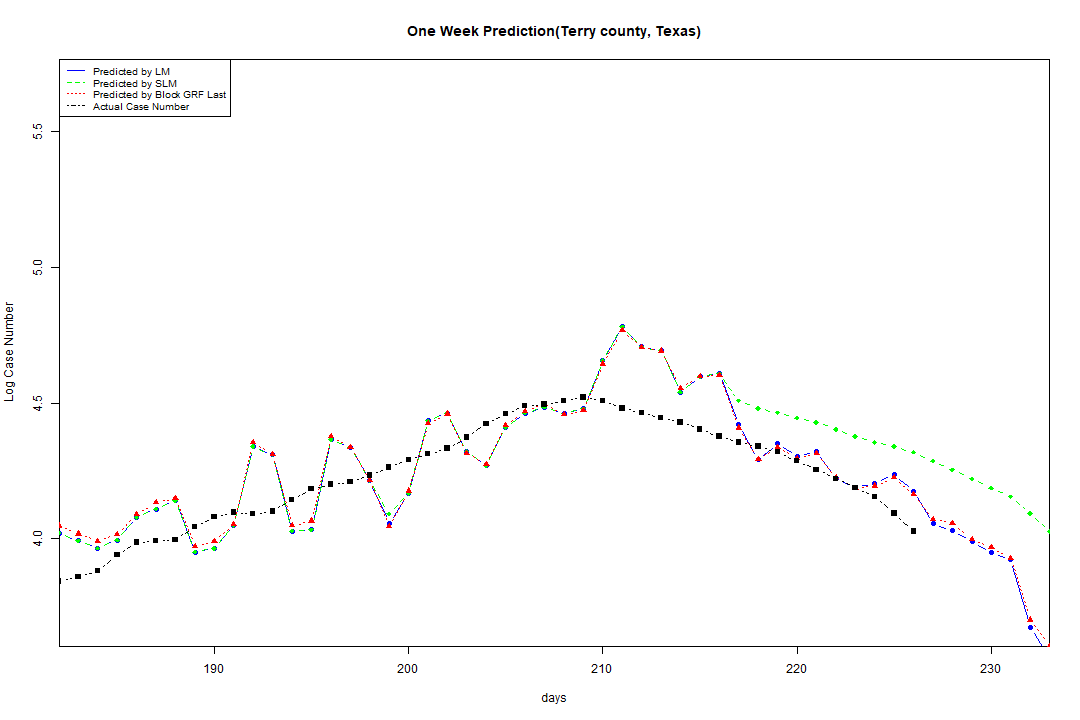 One Week Prediction(Terry county, Texas)
Predicted by LM
Predicted by SLM
Predicted by Block GRF Last
Actual Case Number
5.5
5.0
4.5
4.0
Log Case Number
190
200
210
220
230
days